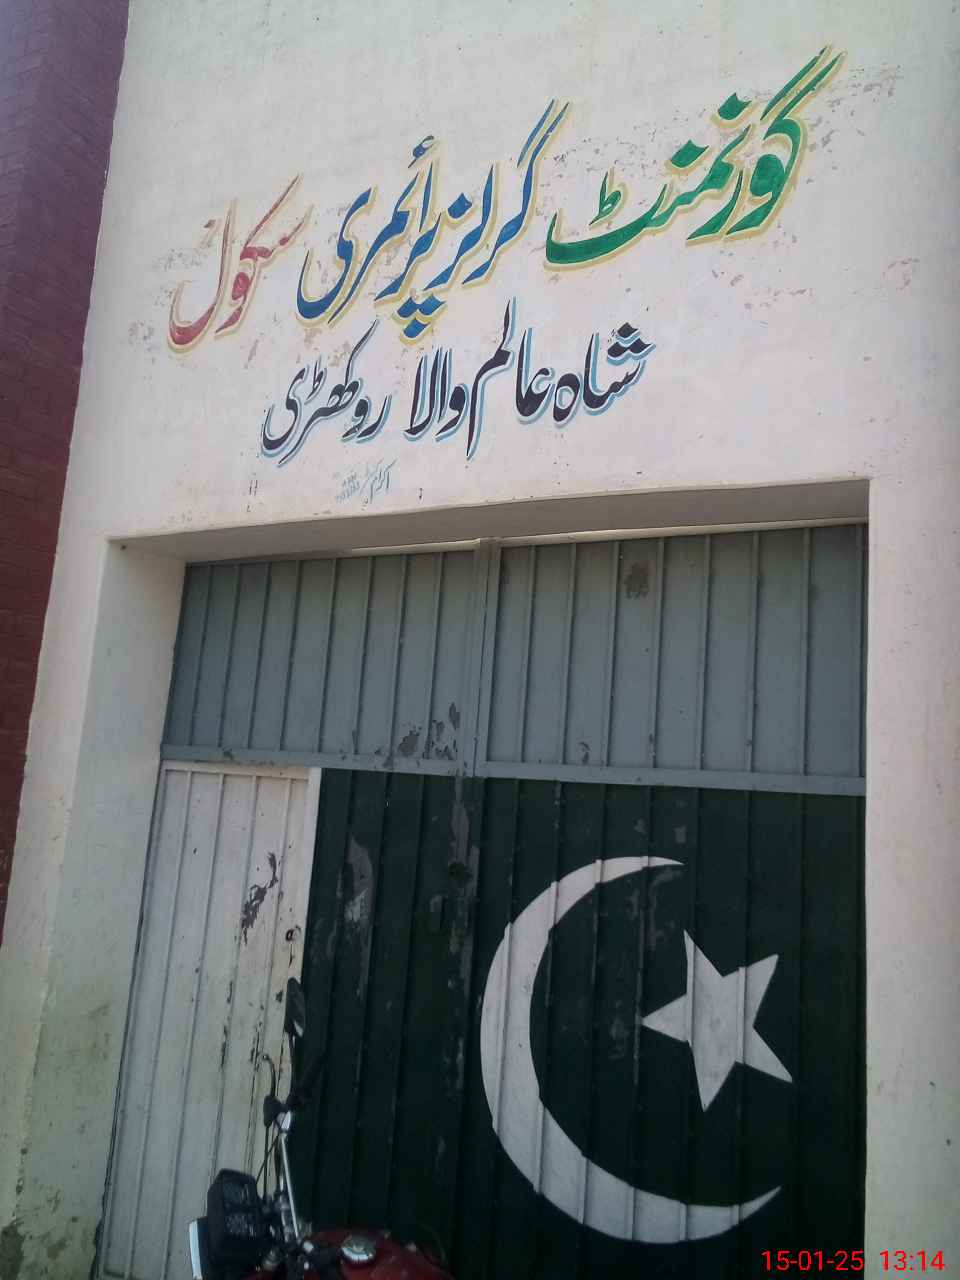 گورنمنٹ گرلز پرائمری سکول
شاہ عالم والا روکھڑی
15-01-25 13:14